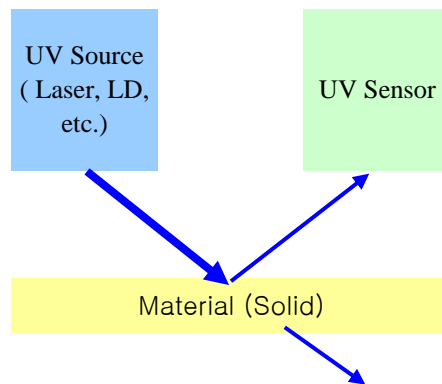 UV Source
( Laser, LD,
etc.)
UV Sensor
Material (Solid)